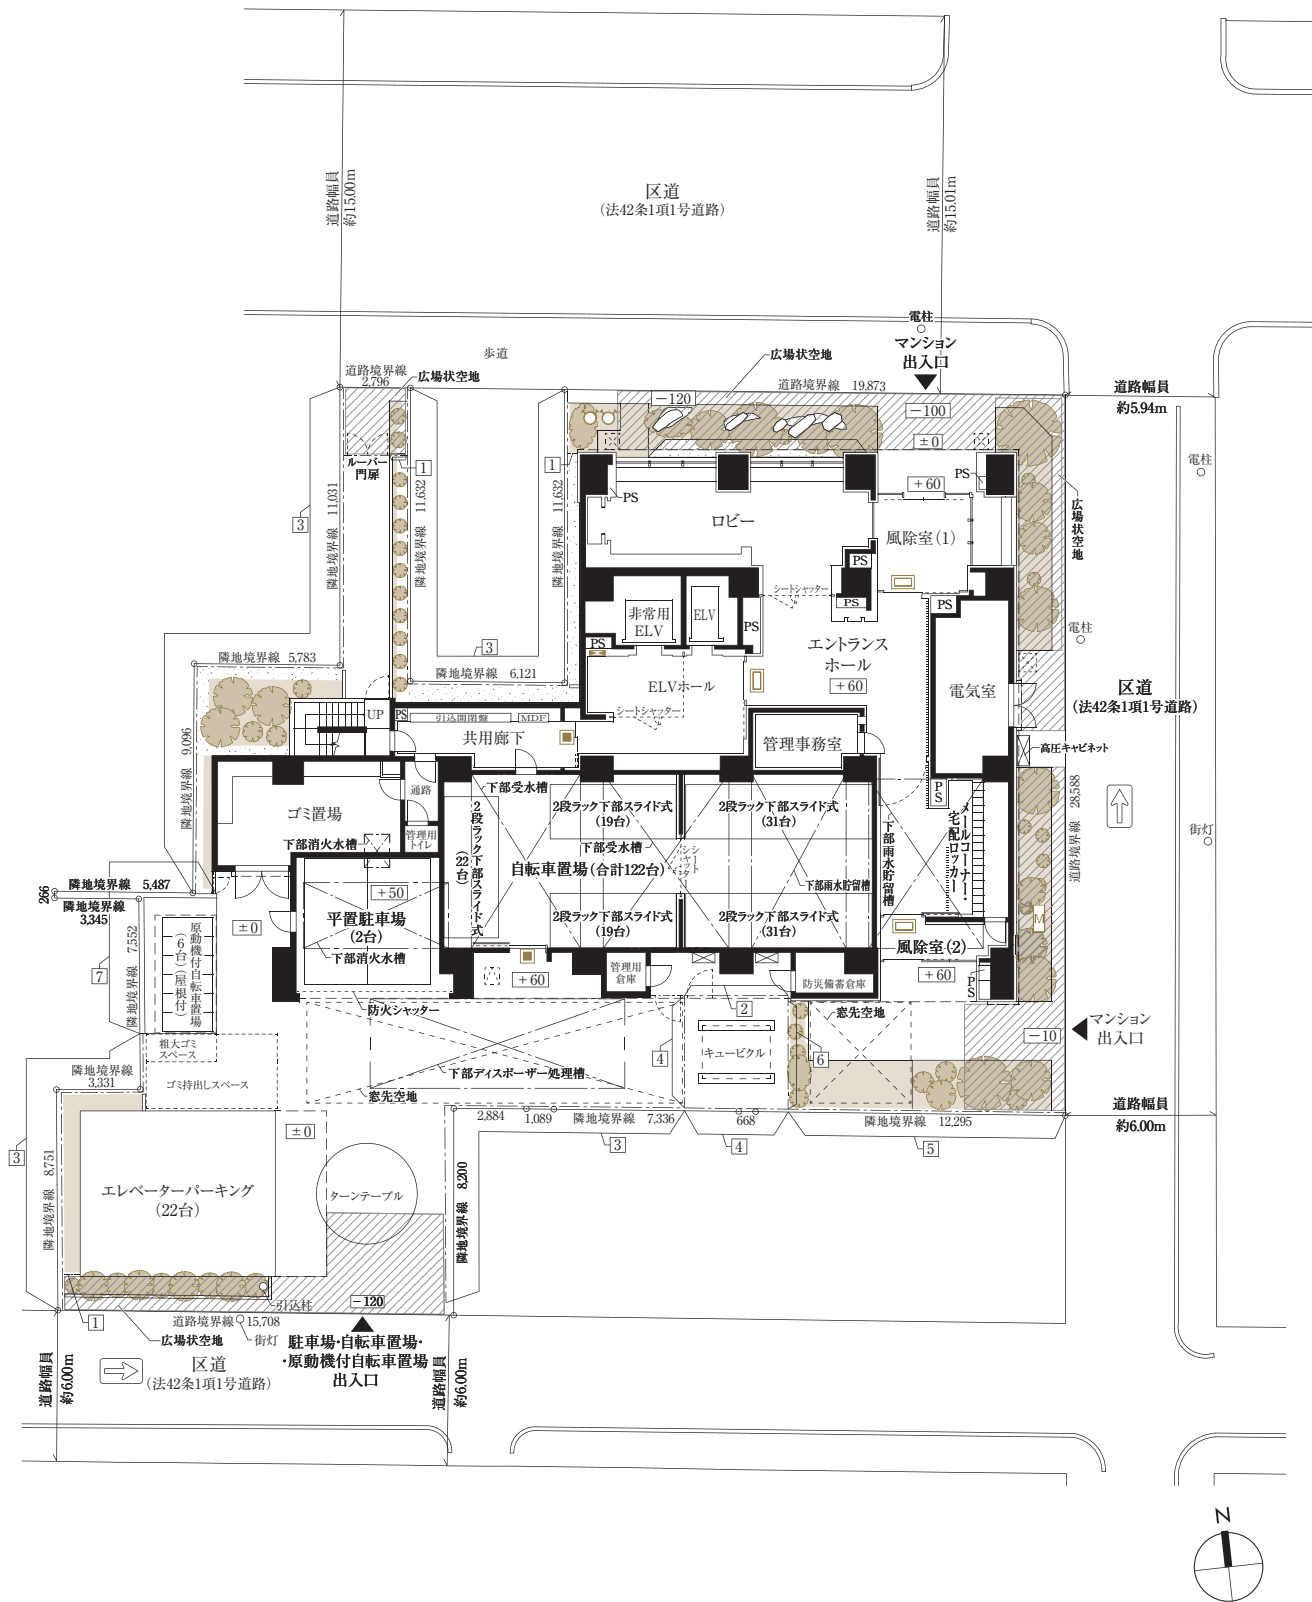 道路幅員
約15.00m
区道
（法42条1項1号道路）
道路幅員
約15.01m
電柱
マンション
出入口
歩道
広場状空地
道路境界線
2,796
広場状空地
道路境界線 19,873
道路幅員
約5.94m
－120
－100
±0
ルーバー
門扉
1
1
PS
PS
+60
電柱
3
隣地境界線 11,031
隣地境界線 11,632
隣地境界線 11,632
ロビー
風除室(1)
広場状空地
PS
シートシャッター
非常用
ELV
ELV
PS
PS
PS
PS
電柱
3
エントランス
ホール
隣地境界線 5,783
隣地境界線 6,121
ELVホール
+60
電気室
区道
（法42条1項1号道路）
UP
PS
引込開閉盤
MDF
シートシャッター
共用廊下
管理事務室
高圧キャビネット
隣地境界線 9,096
通路
下部受水槽
PS
道路境界線 28,588
ゴミ置場
2段ラック下部スライド式
(19台)
2段ラック下部スライド式
(31台)
メールコーナー・
宅配ロッカー
街灯
下部消火水槽
管理用
トイレ
2段ラック下部スライド式
(22台)
下部受水槽
シートシャッター
下部雨水貯留槽
自転車置場(合計122台)
下部雨水貯留槽
隣地境界線 5,487
266
隣地境界線
3,345
+50
平置駐車場
(2台)
2段ラック下部スライド式
(19台)
2段ラック下部スライド式
(31台)
M
±0
下部消火水槽
風除室(2)
隣地境界線 7,552
原動機付自転車置場
(6台)(屋根付)
7
+60
管理用
倉庫
防災備蓄倉庫
+60
PS
防火シャッター
2
窓先空地
マンション
出入口
－10
粗大ゴミ
スペース
4
キュービクル
6
隣地境界線
3,331
ゴミ持出しスペース
下部ディスポーザー処理槽
窓先空地
道路幅員
約6.00m
2,884
1,089
隣地境界線 7,336
668
隣地境界線 12,295
±0
3
4
5
3
隣地境界線 8,751
エレベーターパーキング
(22台)
ターンテーブル
隣地境界線 8,200
引込柱
－120
1
道路境界線
15,708
広場状空地
街灯
駐車場・自転車置場・
・原動機付自転車置場
出入口
区道
（法42条1項1号道路）
道路幅員
約6.00m
道路幅員
約6.00m
N